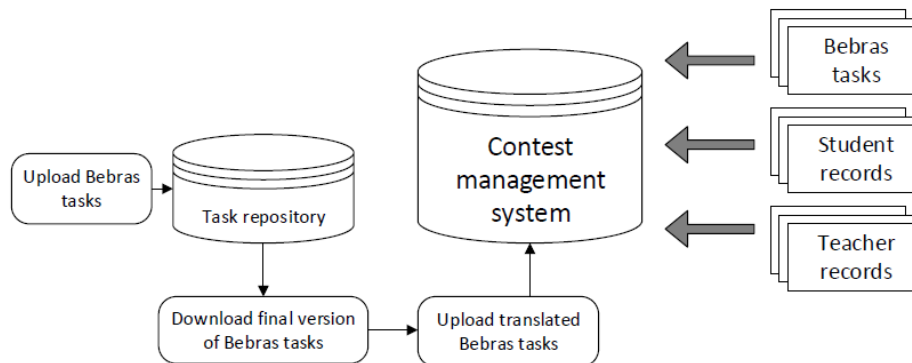 Upload Bebras
tasks
Task repository
Download final version
of Bebras tasks
Upload translated
Bebras tasks
Contest
management
system
Bebras
tasks
Student
records
Teacher
records